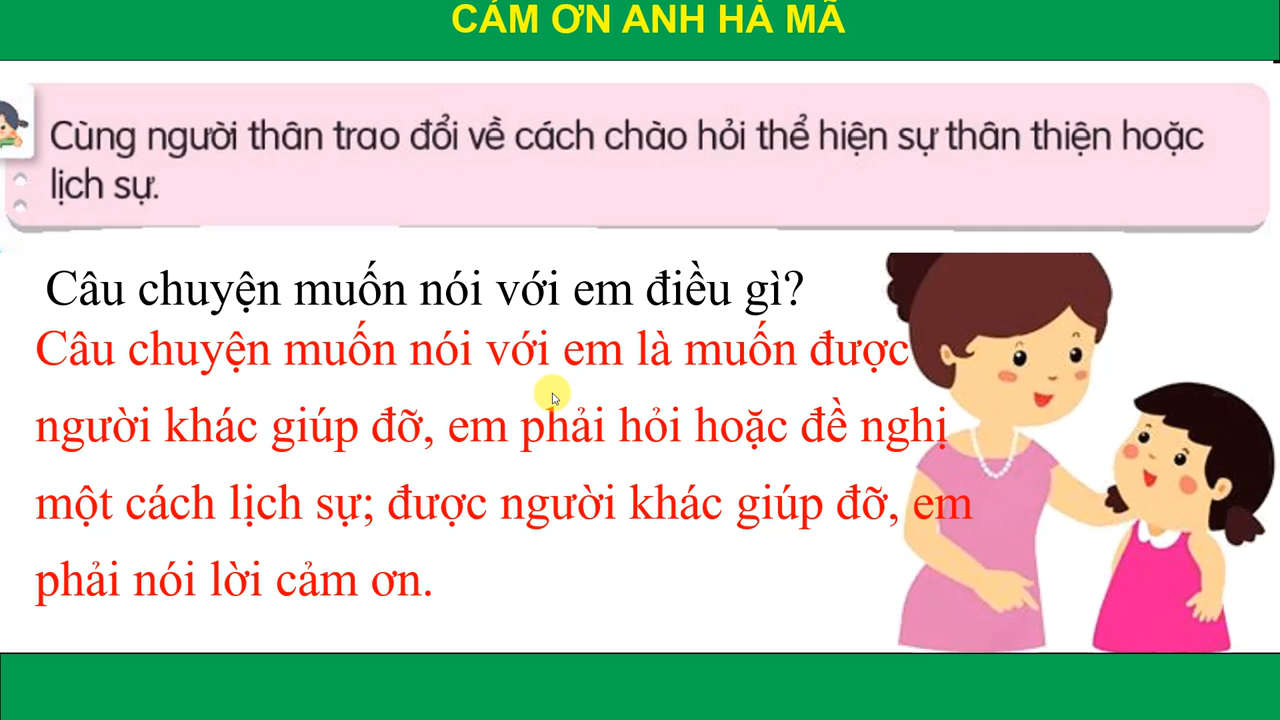 CẢM ƠN ANH HÀ MÃ
Cùng người thân trao đổi về cách chào hỏi thể hiện sự thân thiện hoặc
lịch sự.
Câu chuyện muốn nói với em điều gì?
Câu chuyện muốn nói với em là muốn được
người khác giúp đỡ, em phải hỏi hoặc đề nghị
một cách lịch sự; được người khác giúp đỡ, em
phải nói lời cảm ơn.